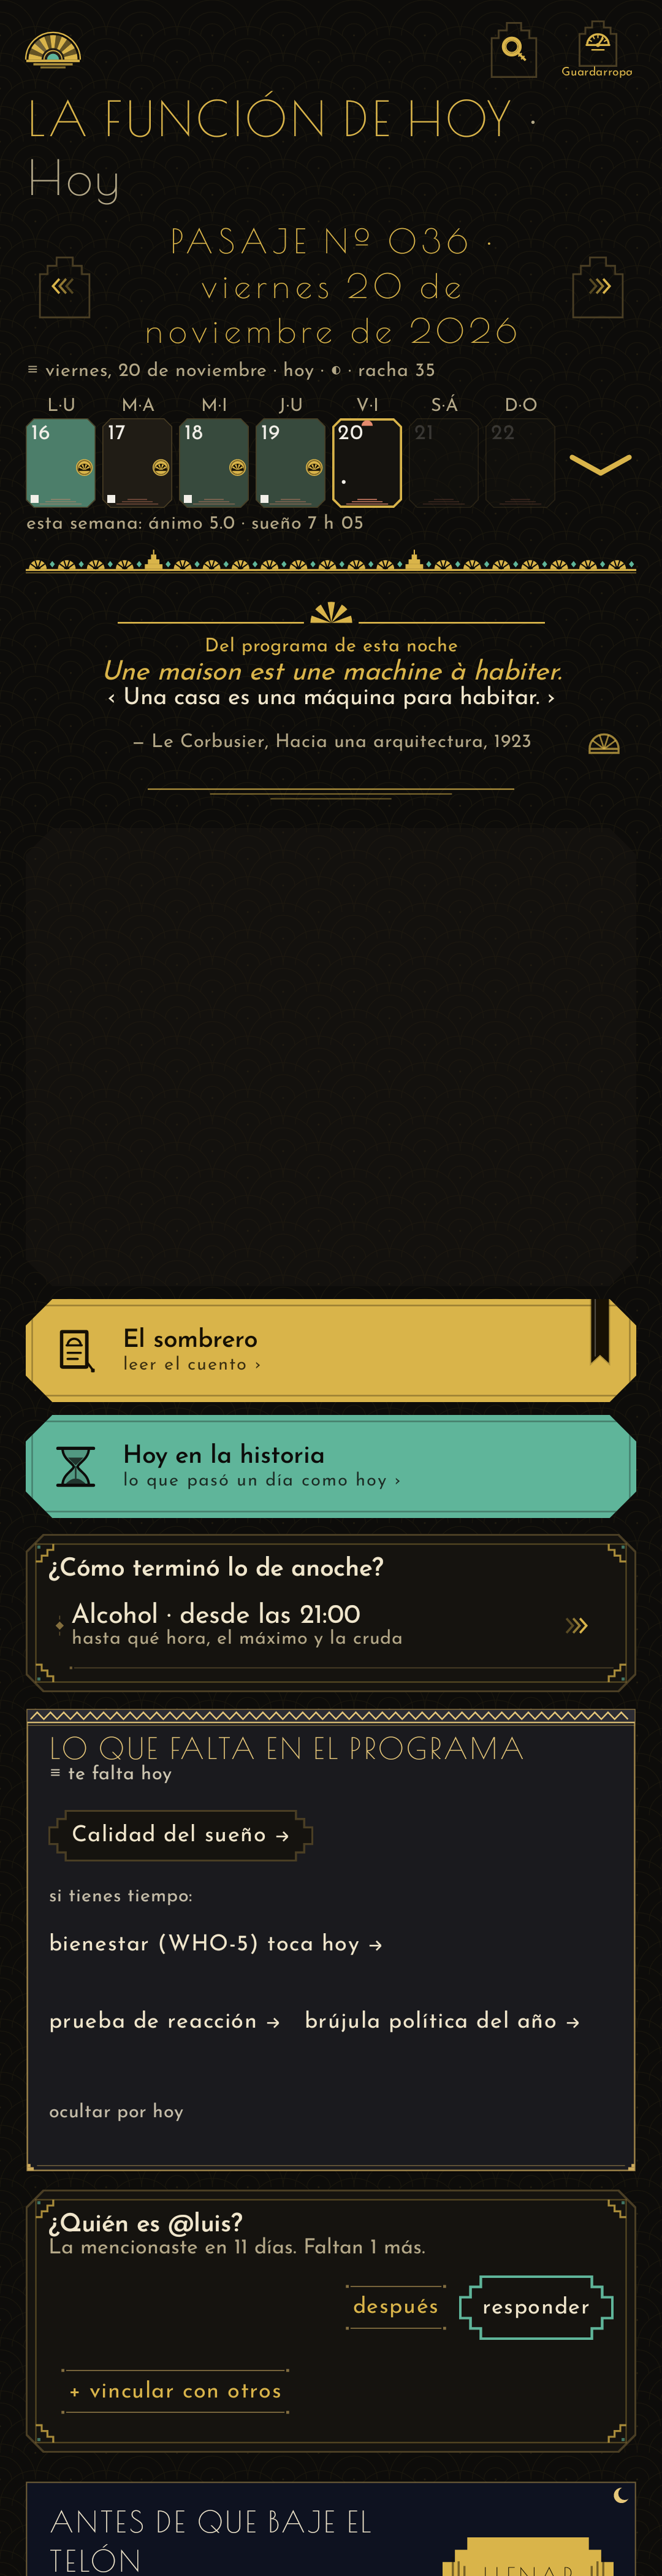 Guardarropa
LA FUNCIÓN DE HOY ·
Hoy
PASAJE Nº 036 ·
viernes 20 de
noviembre de 2026
≡ viernes, 20 de noviembre · hoy · ◐ · racha 35
L·U M·A M·I J·U V·I S·Á D·O
16 17 18 19 20 21 22
esta semana: ánimo 5.0 · sueño 7 h 05
Del programa de esta noche
Une maison est une machine à habiter.
‹ Una casa es una máquina para habitar. ›
— Le Corbusier, Hacia una arquitectura, 1923
El sombrero
leer el cuento ›
Hoy en la historia
lo que pasó un día como hoy ›
¿Cómo terminó lo de anoche?
Alcohol · desde las 21:00
hasta qué hora, el máximo y la cruda
LO QUE FALTA EN EL PROGRAMA
≡ te falta hoy
Calidad del sueño →
si tienes tiempo:
bienestar (WHO-5) toca hoy →
prueba de reacción → brújula política del año →
ocultar por hoy
¿Quién es @luis?
La mencionaste en 11 días. Faltan 1 más.
después responder
+ vincular con otros
ANTES DE QUE BAJE EL
TELÓN